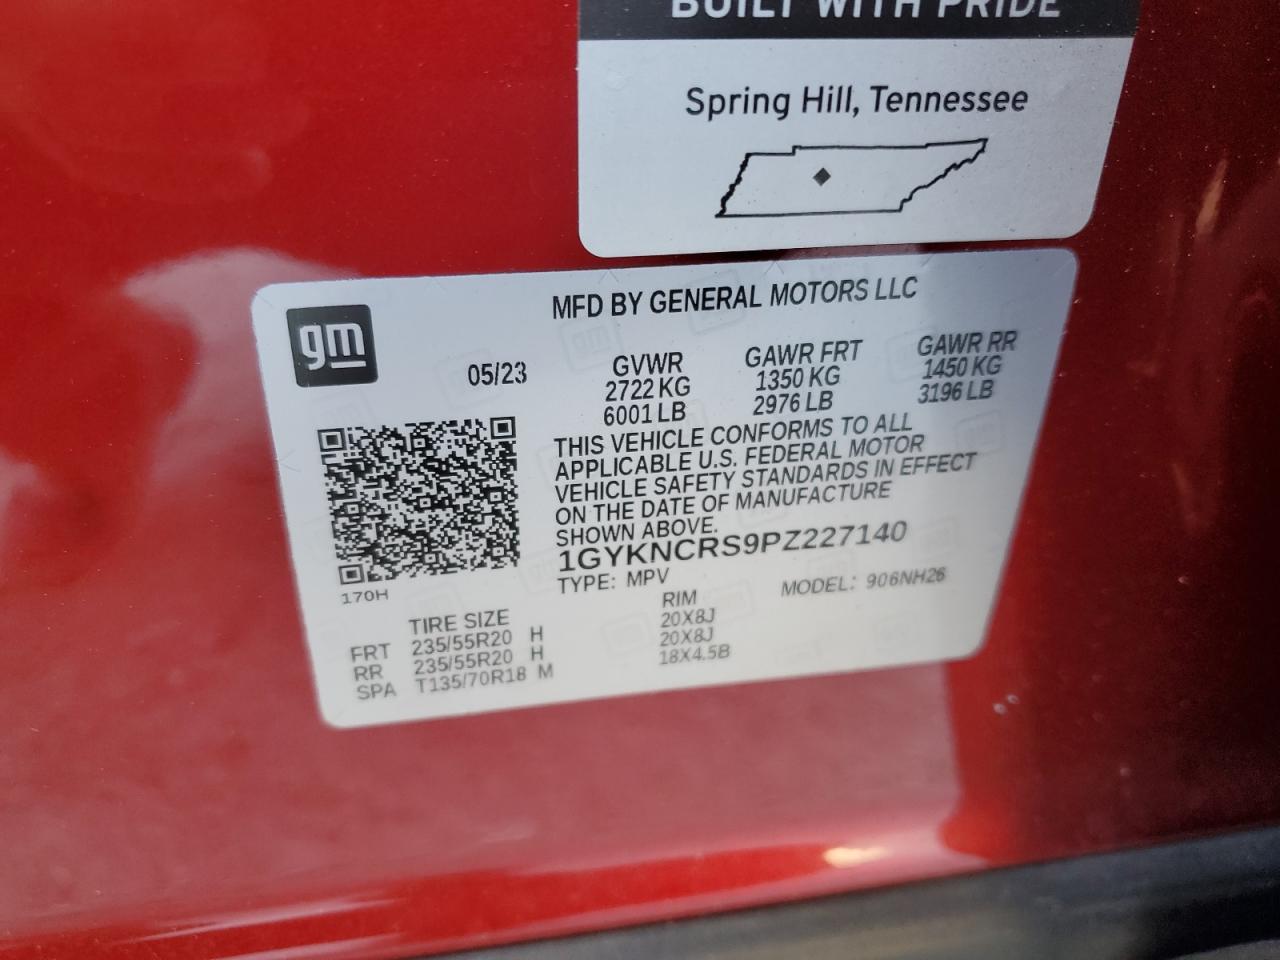 BUILT WITH PRIDE
Spring Hill, Tennessee
gm
MFD BY GENERAL MOTORS LLC
05/23
GVWR
2722 KG
6001 LB
GAWR FRT
1350 KG
2976 LB
GAWR RR
1450 KG
3196 LB
THIS VEHICLE CONFORMS TO ALL
APPLICABLE U.S. FEDERAL MOTOR
VEHICLE SAFETY STANDARDS IN EFFECT
ON THE DATE OF MANUFACTURE
SHOWN ABOVE.
1GYKNCRS9PZ227140
TYPE: MPV
MODEL: 906NH26
170H
TIRE SIZE
RIM
FRT 235/55R20 H 20X8J
RR 235/55R20 H 20X8J
SPA T135/70R18 M 18X4.5B